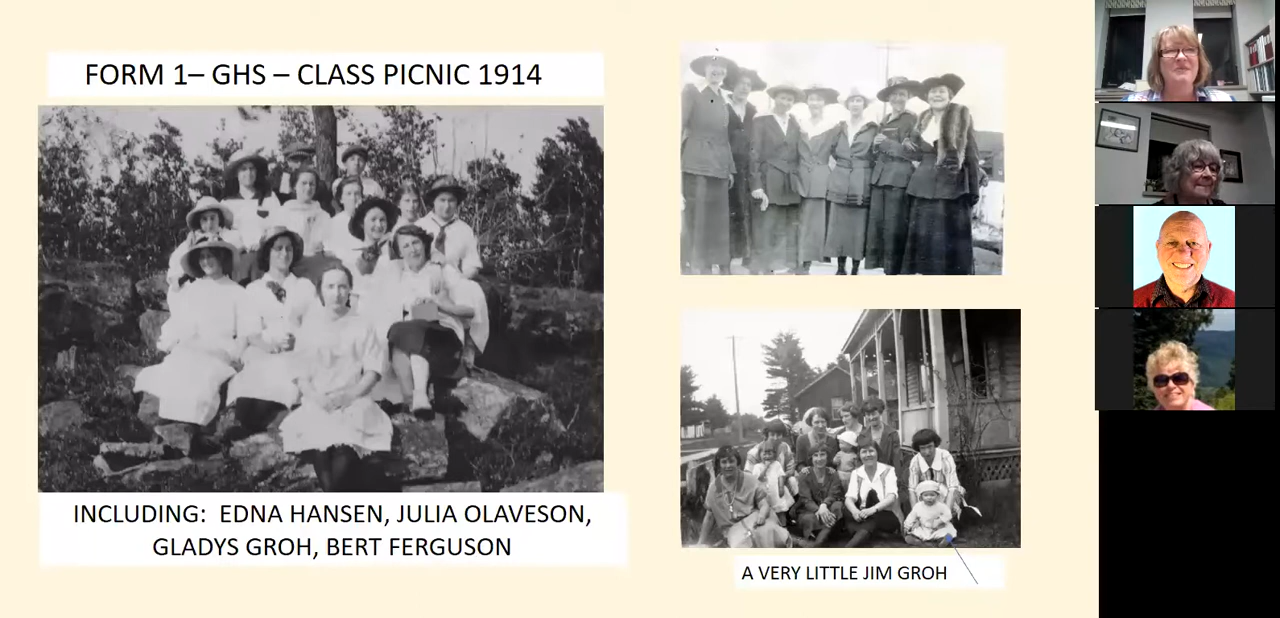 FORM 1– GHS – CLASS PICNIC 1914
INCLUDING: EDNA HANSEN, JULIA OLAVESON,
GLADYS GROH, BERT FERGUSON
A VERY LITTLE JIM GROH